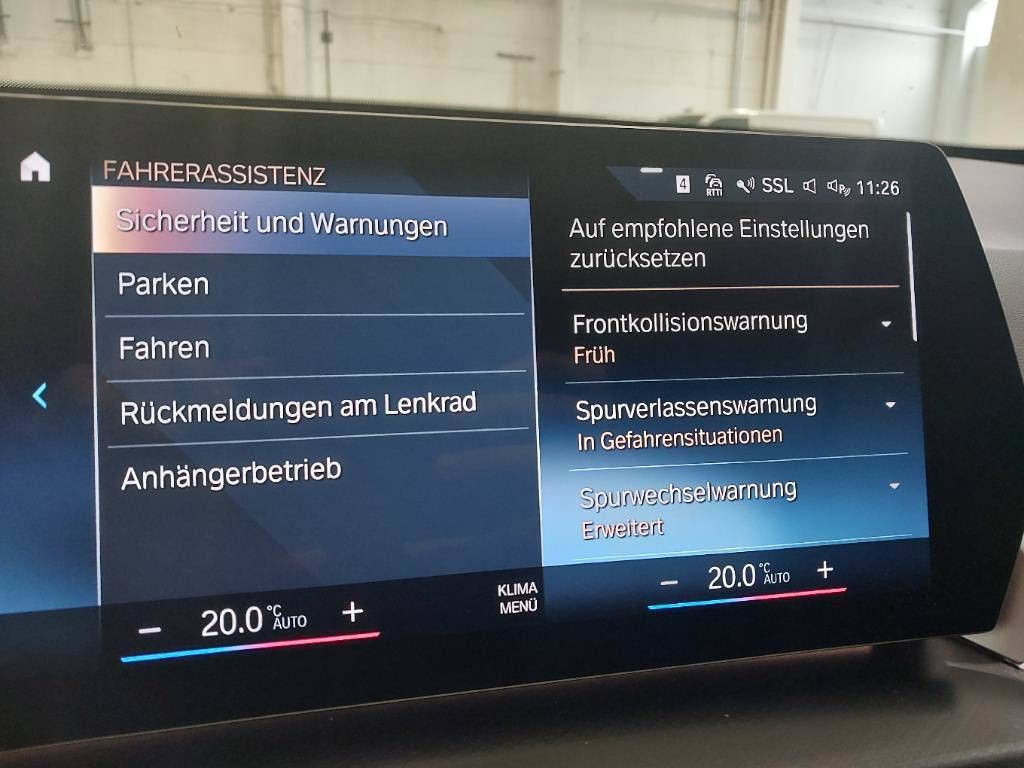 FAHRERASSISTENZ
4 RTTI SSL P 11:26
Sicherheit und Warnungen
Parken
Fahren
Rückmeldungen am Lenkrad
Anhängerbetrieb
Auf empfohlene Einstellungen
zurücksetzen
Frontkollisionswarnung
Früh
Spurverlassenswarnung
In Gefahrensituationen
Spurwechselwarnung
Erweitert
− 20.0 °C AUTO +
KLIMA
MENÜ
− 20.0 °C AUTO +